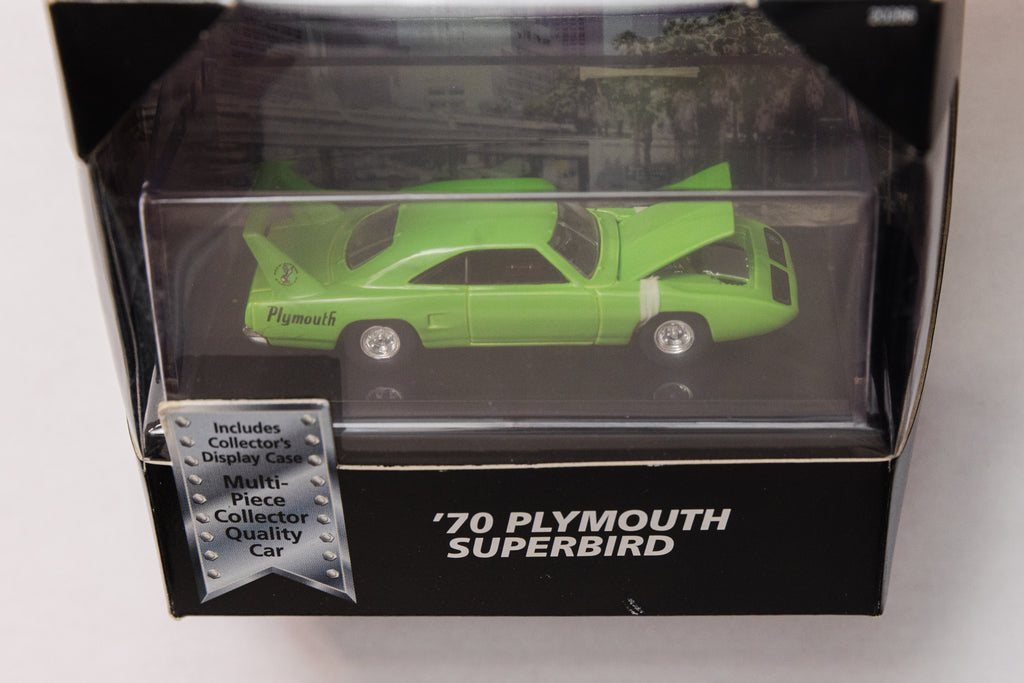 Plymouth
Includes
Collector's
Display Case
Multi-
Piece
Collector
Quality
Car
'70 PLYMOUTH
SUPERBIRD